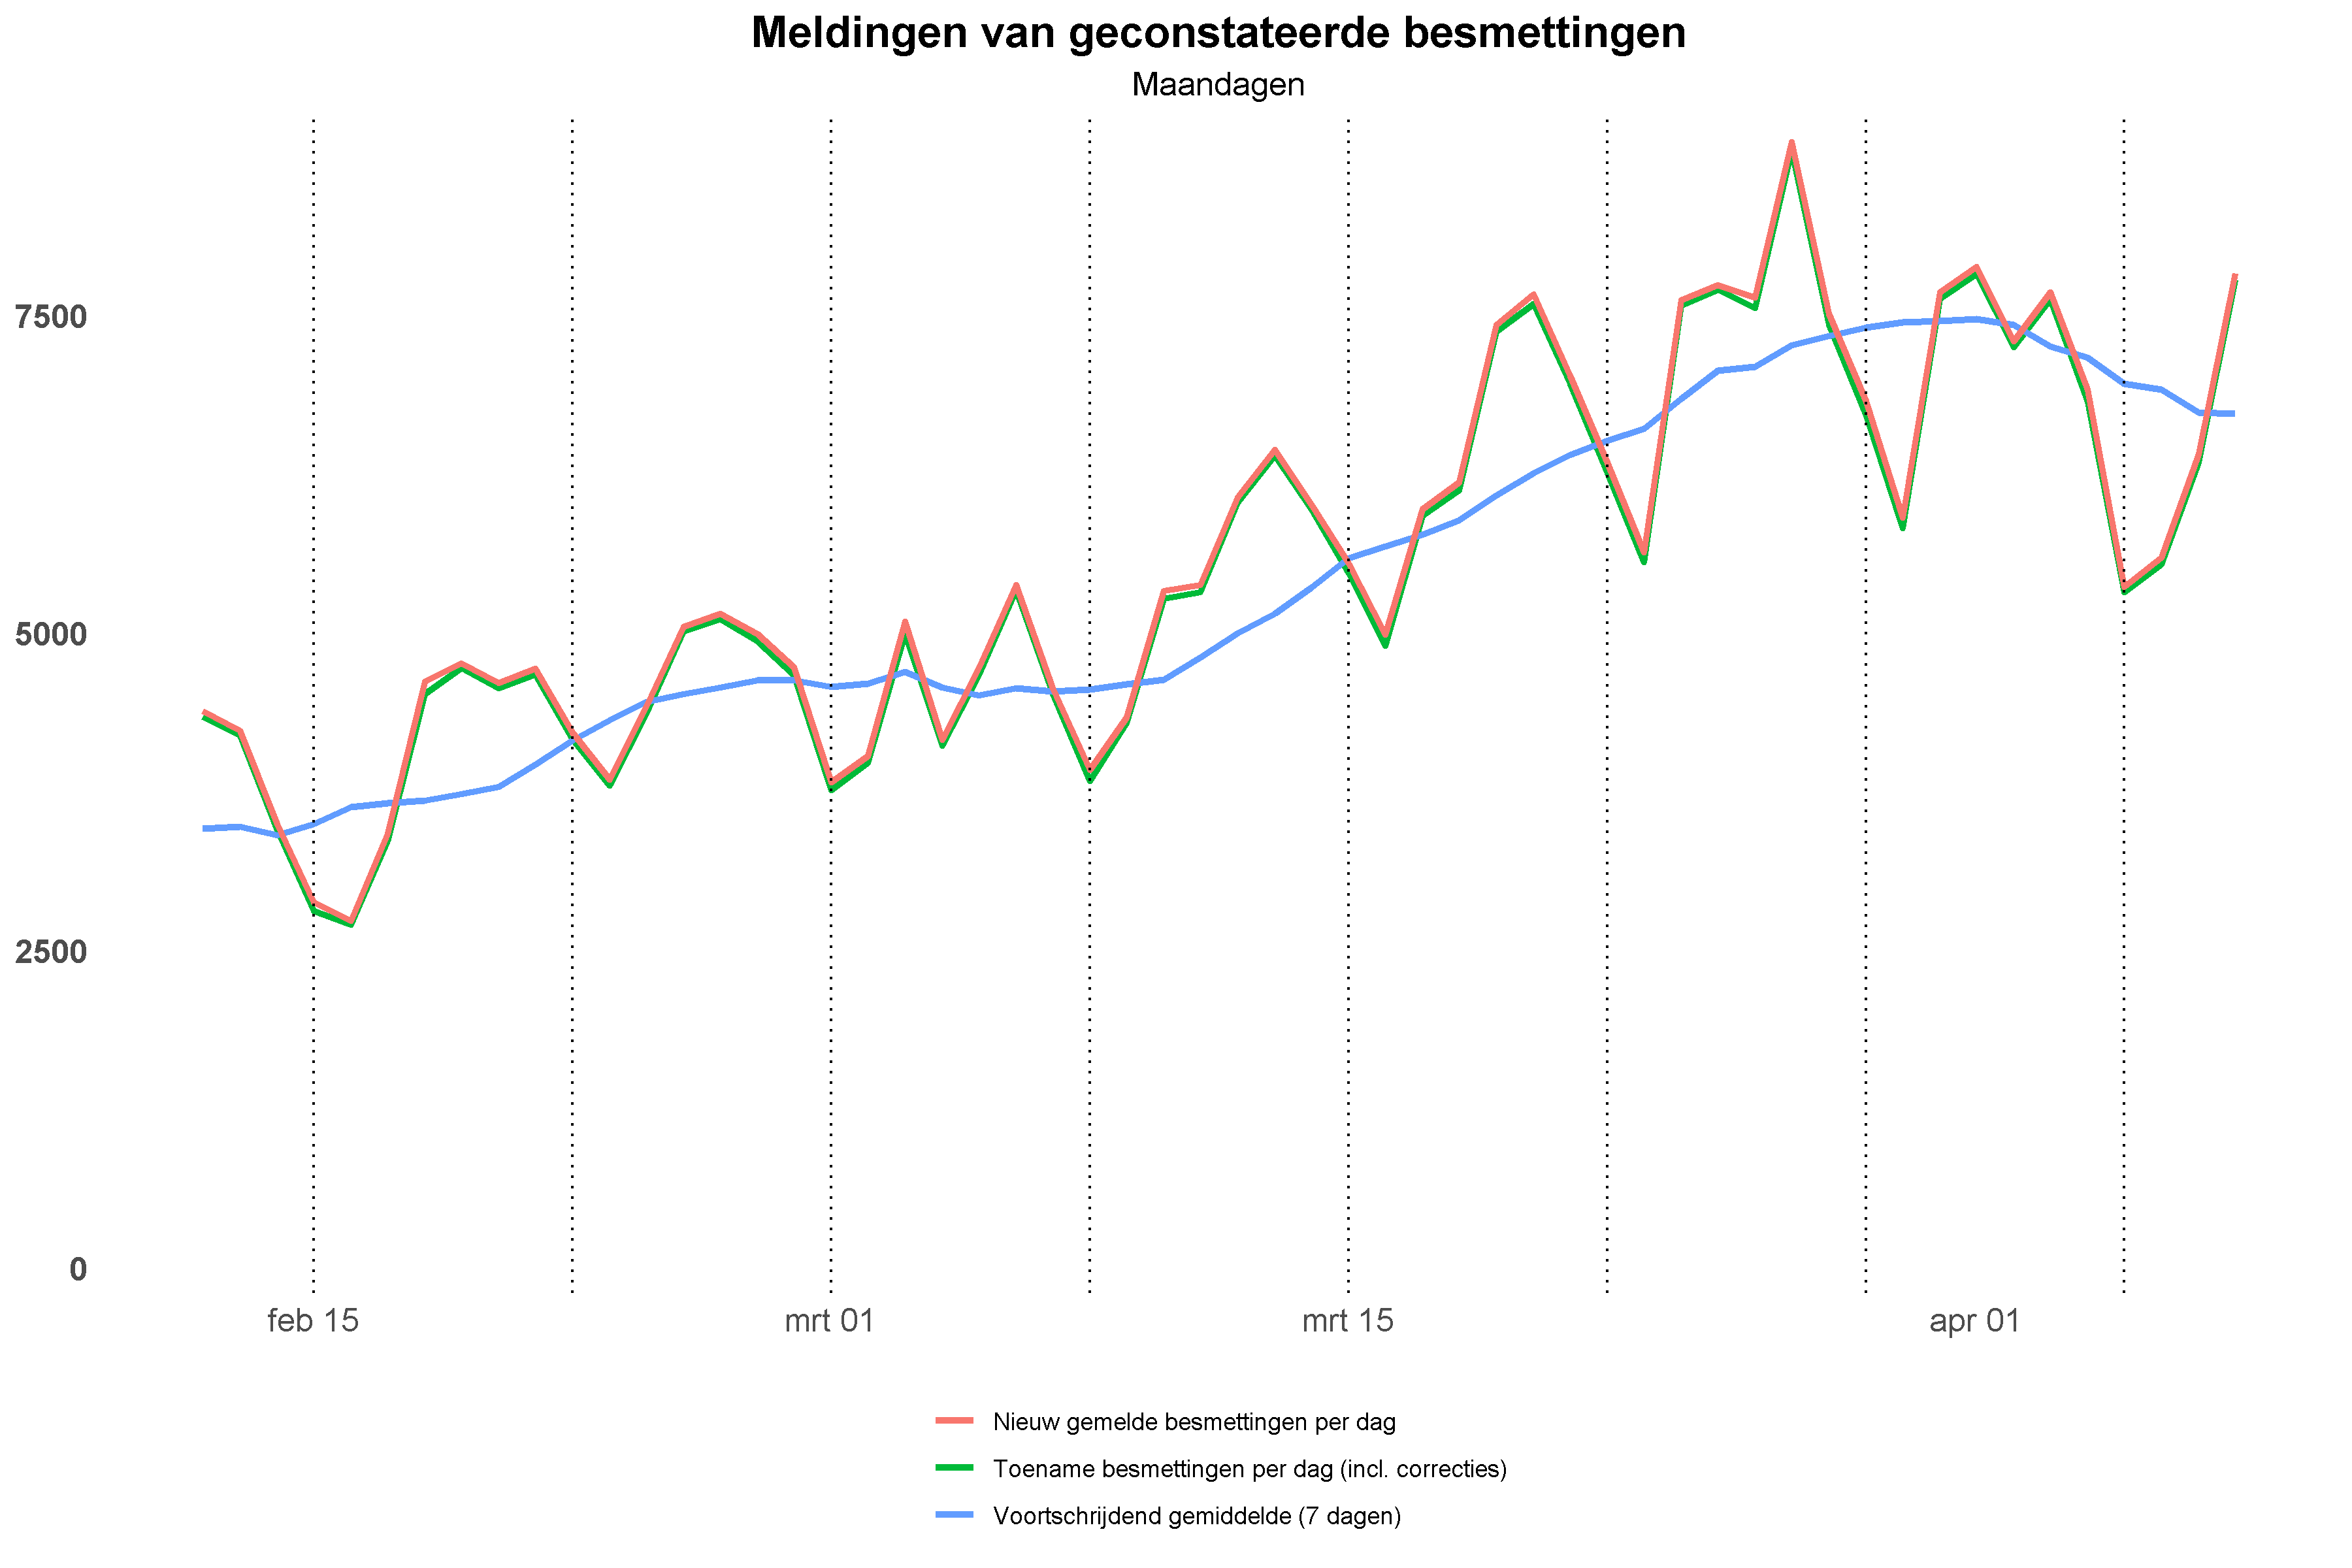 Meldingen van geconstateerde besmettingen
Maandagen
7500
5000
2500
0
feb 15
mrt 01
mrt 15
apr 01
Nieuw gemelde besmettingen per dag
Toename besmettingen per dag (incl. correcties)
Voortschrijdend gemiddelde (7 dagen)